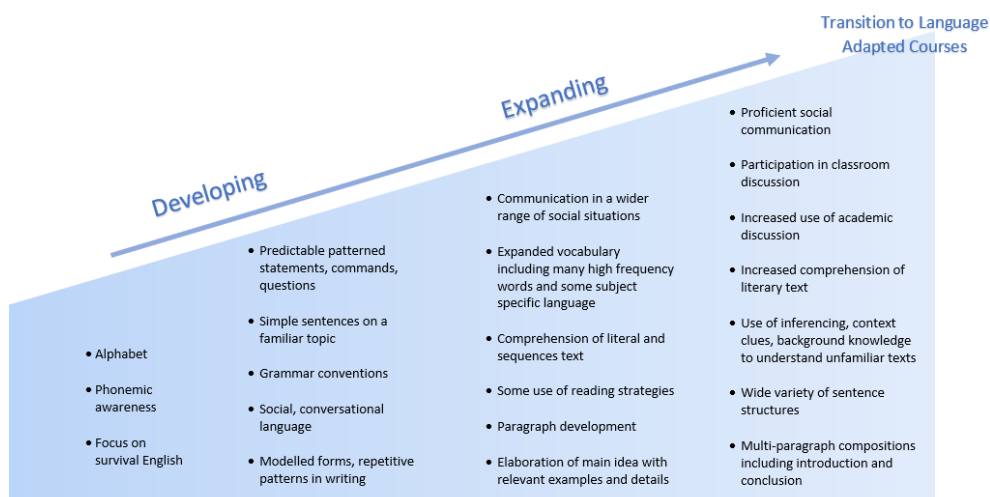 Transition to Language
Adapted Courses
Expanding
Developing
• Alphabet
• Phonemic
awareness
• Focus on
survival English
• Predictable patterned
statements, commands,
questions
• Simple sentences on a
familiar topic
• Grammar conventions
• Social, conversational
language
• Modelled forms, repetitive
patterns in writing
• Communication in a wider
range of social situations
• Expanded vocabulary
including many high frequency
words and some subject
specific language
• Comprehension of literal and
sequences text
• Some use of reading strategies
• Paragraph development
• Elaboration of main idea with
relevant examples and details
• Proficient social
communication
• Participation in classroom
discussion
• Increased use of academic
discussion
• Increased comprehension of
literary text
• Use of inferencing, context
clues, background knowledge
to understand unfamiliar texts
• Wide variety of sentence
structures
• Multi-paragraph compositions
including introduction and
conclusion